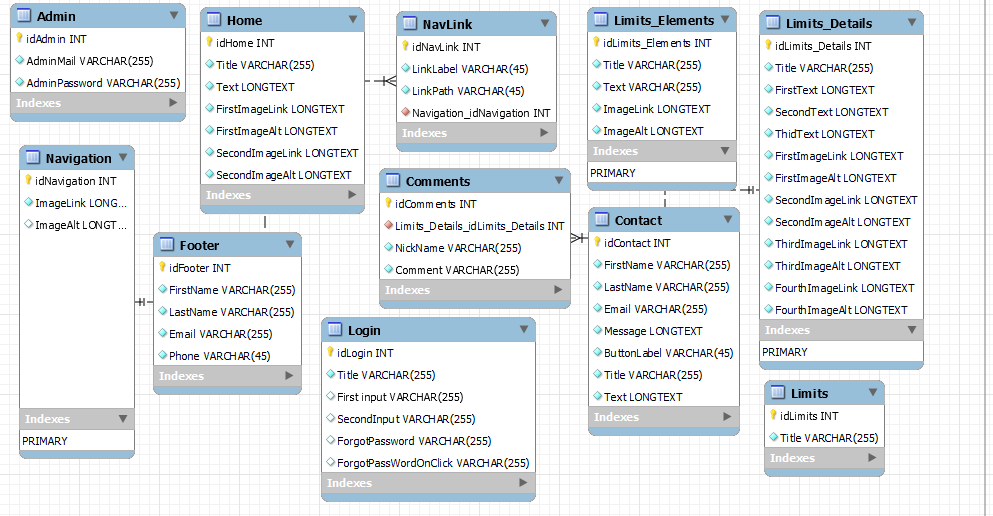 Admin
idAdmin INT
AdminMail VARCHAR(255)
AdminPassword VARCHAR(255)
Indexes
Home
idHome INT
Title VARCHAR(255)
Text LONGTEXT
FirstImageLink LONGTEXT
FirstImageAlt LONGTEXT
SecondImageLink LONGTEXT
SecondImageAlt LONGTEXT
Indexes
NavLink
idNavLink INT
LinkLabel VARCHAR(45)
LinkPath VARCHAR(45)
Navigation_idNavigation INT
Indexes
Limits_Elements
idLimits_Elements INT
Title VARCHAR(255)
Text VARCHAR(255)
ImageLink LONGTEXT
ImageAlt LONGTEXT
Indexes
PRIMARY
Limits_Details
idLimits_Details INT
Title VARCHAR(255)
FirstText LONGTEXT
SecondText LONGTEXT
ThidText LONGTEXT
FirstImageLink LONGTEXT
FirstImageAlt LONGTEXT
SecondImageLink LONGTEXT
SecondImageAlt LONGTEXT
ThirdImageLink LONGTEXT
ThirdImageAlt LONGTEXT
FourthImageLink LONGTEXT
FourthImageAlt LONGTEXT
Indexes
PRIMARY
Navigation
idNavigation INT
ImageLink LONG...
ImageAlt LONGT...
Indexes
PRIMARY
Footer
idFooter INT
FirstName VARCHAR(255)
LastName VARCHAR(255)
Email VARCHAR(255)
Phone VARCHAR(45)
Indexes
Comments
idComments INT
Limits_Details_idLimits_Details INT
NickName VARCHAR(255)
Comment VARCHAR(255)
Indexes
Contact
idContact INT
FirstName VARCHAR(255)
LastName VARCHAR(255)
Email VARCHAR(255)
Message LONGTEXT
ButtonLabel VARCHAR(45)
Title VARCHAR(255)
Text LONGTEXT
Indexes
Login
idLogin INT
Title VARCHAR(255)
First input VARCHAR(255)
SecondInput VARCHAR(255)
ForgotPassword VARCHAR(255)
ForgotPassWordOnClick VARCHAR(255)
Indexes
Limits
idLimits INT
Title VARCHAR(255)
Indexes